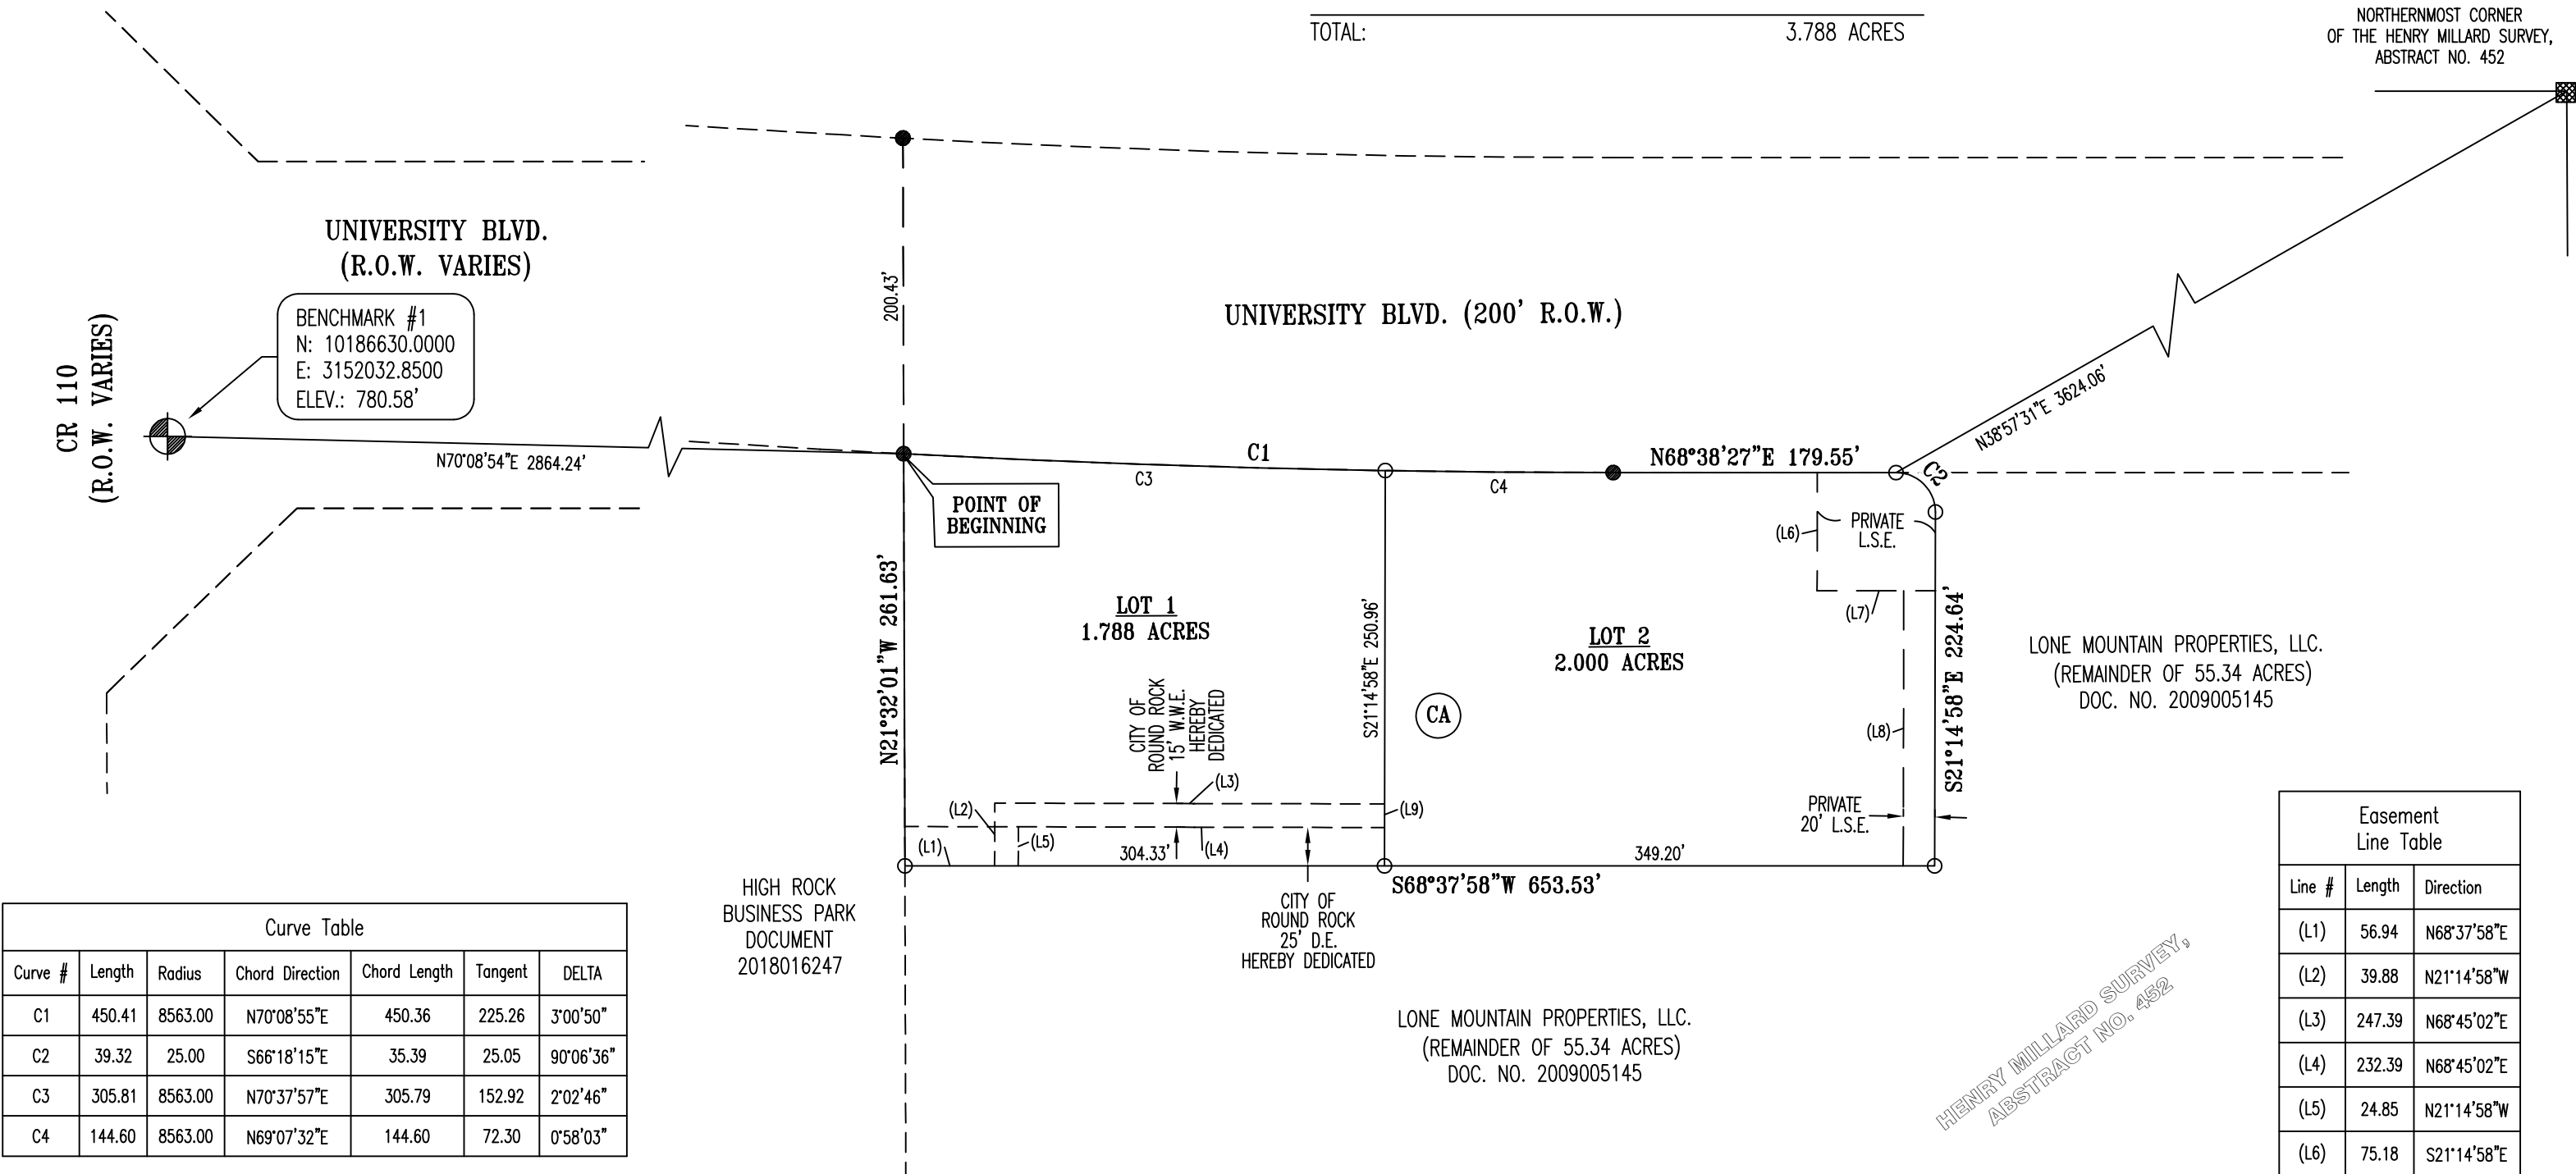 TOTAL: 3.788 ACRES
NORTHERNMOST CORNER
OF THE HENRY MILLARD SURVEY,
ABSTRACT NO. 452
UNIVERSITY BLVD.
(R.O.W. VARIES)
BENCHMARK #1
N: 10186630.0000
E: 3152032.8500
ELEV.: 780.58'
CR 110
(R.O.W. VARIES)
200.43'
UNIVERSITY BLVD. (200' R.O.W.)
N38°57'31"E 3624.06'
N70°08'54"E 2864.24'
C1
C3
C4
N68°38'27"E 179.55'
C2
POINT OF
BEGINNING
(L6)
PRIVATE
L.S.E.
(L7)
N21°32'01"W 261.63'
LOT 1
1.788 ACRES
S21°14'58"E 250.96'
LOT 2
2.000 ACRES
S21°14'58"E 224.64'
LONE MOUNTAIN PROPERTIES, LLC.
(REMAINDER OF 55.34 ACRES)
DOC. NO. 2009005145
CITY OF
ROUND ROCK
15' W.W.E.
HEREBY
DEDICATED
CA
(L8)
(L3)
(L2)
(L9)
PRIVATE
20' L.S.E.
(L1)
(L5)
304.33'
(L4)
349.20'
S68°37'58"W 653.53'
HIGH ROCK
BUSINESS PARK
DOCUMENT
2018016247
CITY OF
ROUND ROCK
25' D.E.
HEREBY DEDICATED
LONE MOUNTAIN PROPERTIES, LLC.
(REMAINDER OF 55.34 ACRES)
DOC. NO. 2009005145
HENRY MILLARD SURVEY,
ABSTRACT NO. 452
Curve Table
Curve # Length Radius Chord Direction Chord Length Tangent DELTA
C1 450.41 8563.00 N70°08'55"E 450.36 225.26 3°00'50"
C2 39.32 25.00 S66°18'15"E 35.39 25.05 90°06'36"
C3 305.81 8563.00 N70°37'57"E 305.79 152.92 2°02'46"
C4 144.60 8563.00 N69°07'32"E 144.60 72.30 0°58'03"
Easement
Line Table
Line # Length Direction
(L1) 56.94 N68°37'58"E
(L2) 39.88 N21°14'58"W
(L3) 247.39 N68°45'02"E
(L4) 232.39 N68°45'02"E
(L5) 24.85 N21°14'58"W
(L6) 75.18 S21°14'58"E